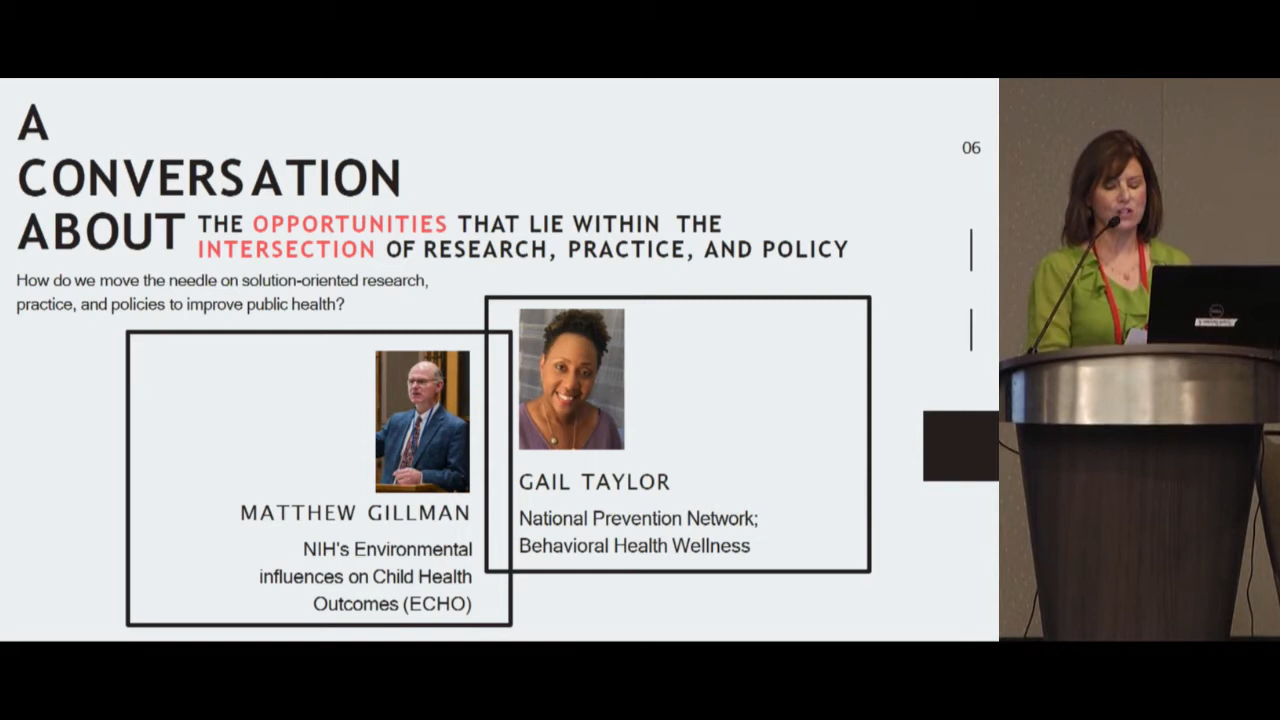 A
CONVERSATION
ABOUT
THE OPPORTUNITIES THAT LIE WITHIN THE
INTERSECTION OF RESEARCH, PRACTICE, AND POLICY
06
How do we move the needle on solution-oriented research,
practice, and policies to improve public health?
MATTHEW GILLMAN
NIH's Environmental
influences on Child Health
Outcomes (ECHO)
GAIL TAYLOR
National Prevention Network;
Behavioral Health Wellness